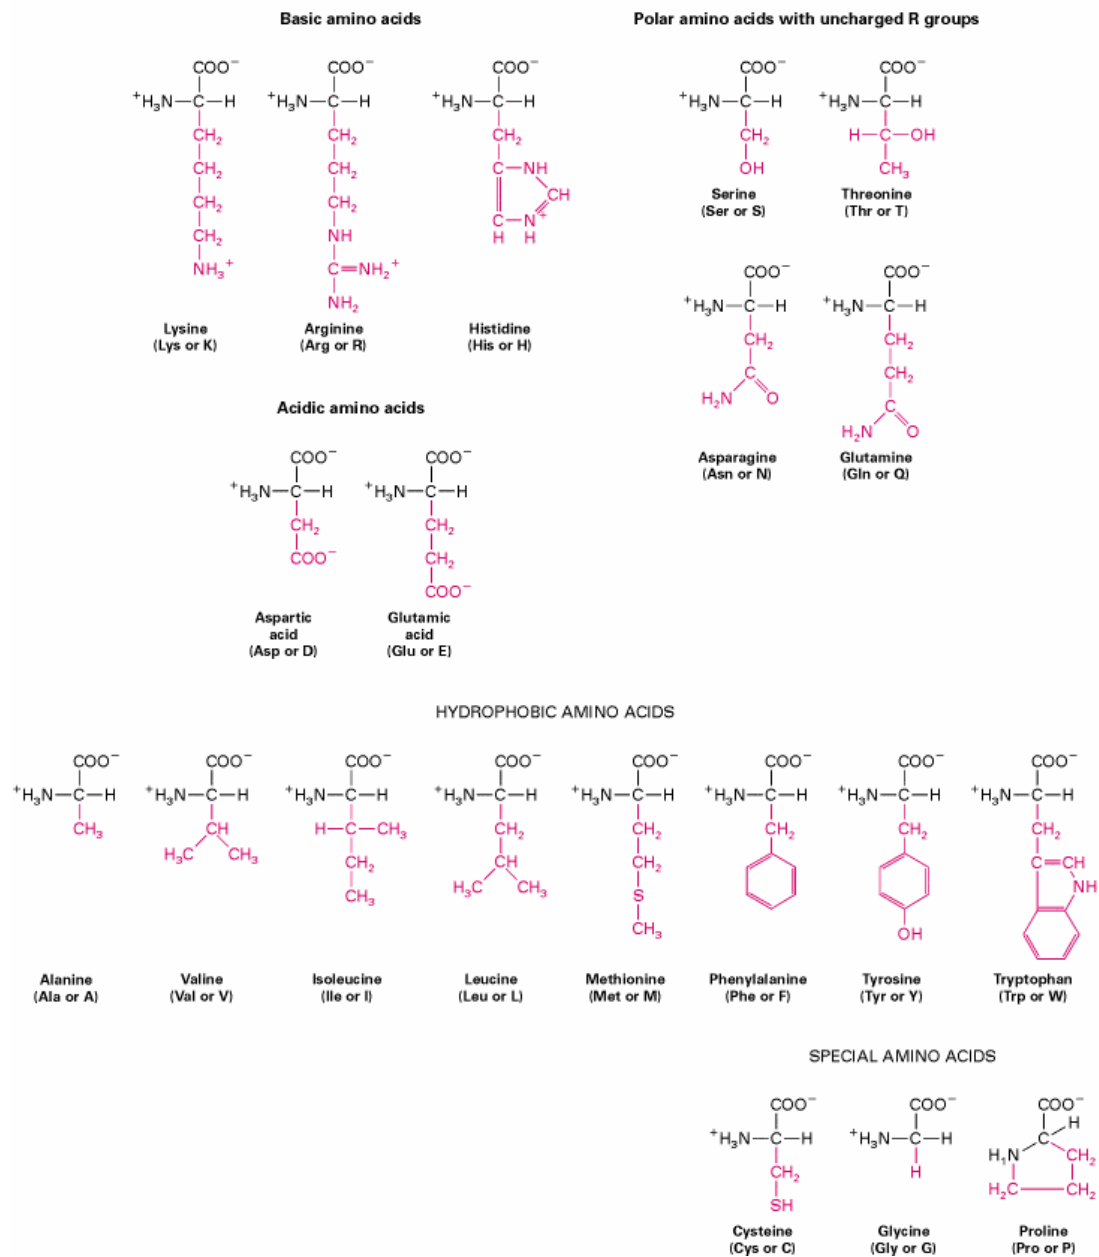 Basic amino acids
COO⁻ COO⁻ COO⁻
⁺H₃N—C—H ⁺H₃N—C—H ⁺H₃N—C—H
CH₂ CH₂ CH₂
CH₂ CH₂ C—NH
CH₂ CH₂ CH
CH₂ NH C—N⁺
H H
NH₃⁺ C=NH₂⁺
NH₂
Lysine
(Lys or K)
Arginine
(Arg or R)
Histidine
(His or H)
Polar amino acids with uncharged R groups
COO⁻ COO⁻
⁺H₃N—C—H ⁺H₃N—C—H
CH₂ H—C—OH
OH CH₃
Serine
(Ser or S)
Threonine
(Thr or T)
COO⁻ COO⁻
⁺H₃N—C—H ⁺H₃N—C—H
CH₂ CH₂
C CH₂
H₂N O C
H₂N O
Asparagine
(Asn or N)
Glutamine
(Gln or Q)
Acidic amino acids
COO⁻ COO⁻
⁺H₃N—C—H ⁺H₃N—C—H
CH₂ CH₂
COO⁻ CH₂
COO⁻
Aspartic
acid
(Asp or D)
Glutamic
acid
(Glu or E)
HYDROPHOBIC AMINO ACIDS
COO⁻ COO⁻ COO⁻ COO⁻ COO⁻ COO⁻ COO⁻ COO⁻
⁺H₃N—C—H ⁺H₃N—C—H ⁺H₃N—C—H ⁺H₃N—C—H ⁺H₃N—C—H ⁺H₃N—C—H ⁺H₃N—C—H ⁺H₃N—C—H
CH₃ CH H—C—CH₃ CH₂ CH₂ CH₂ CH₂ CH₂
H₃C CH₃ CH₂ CH CH₂ C=CH
NH
CH₃ H₃C CH₃ S
CH₃ OH
Alanine
(Ala or A)
Valine
(Val or V)
Isoleucine
(Ile or I)
Leucine
(Leu or L)
Methionine
(Met or M)
Phenylalanine
(Phe or F)
Tyrosine
(Tyr or Y)
Tryptophan
(Trp or W)
SPECIAL AMINO ACIDS
COO⁻ COO⁻ COO⁻
H
⁺H₃N—C—H ⁺H₃N—C—H C
CH₂ H H₁N CH₂
SH H₂C CH₂
Cysteine
(Cys or C)
Glycine
(Gly or G)
Proline
(Pro or P)